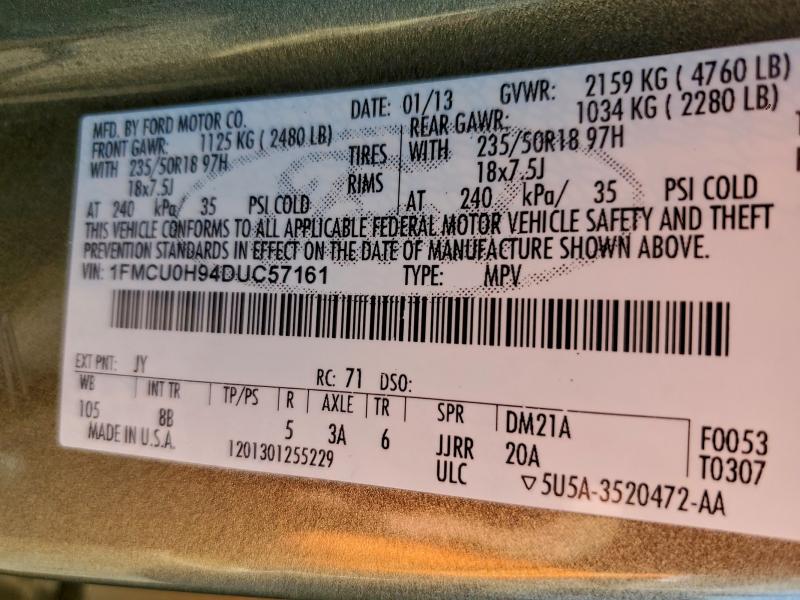 MFD. BY FORD MOTOR CO. DATE: 01/13 GVWR: 2159 KG ( 4760 LB)
FRONT GAWR: 1125 KG ( 2480 LB) REAR GAWR: 1034 KG ( 2280 LB)
WITH 235/50R18 97H TIRES WITH 235/50R18 97H
18x7.5J RIMS 18x7.5J
AT 240 kPa/ 35 PSI COLD AT 240 kPa/ 35 PSI COLD
THIS VEHICLE CONFORMS TO ALL APPLICABLE FEDERAL MOTOR VEHICLE SAFETY AND THEFT
PREVENTION STANDARDS IN EFFECT ON THE DATE OF MANUFACTURE SHOWN ABOVE.
VIN: 1FMCU0H94DUC57161 TYPE: MPV
EXT PNT: JY RC: 71 DSO:
WB INT TR TP/PS R AXLE TR SPR DM21A F0053
105 8B 5 3A 6 JJRR 20A T0307
MADE IN U.S.A. 1201301255229 ULC ▽5U5A-3520472-AA